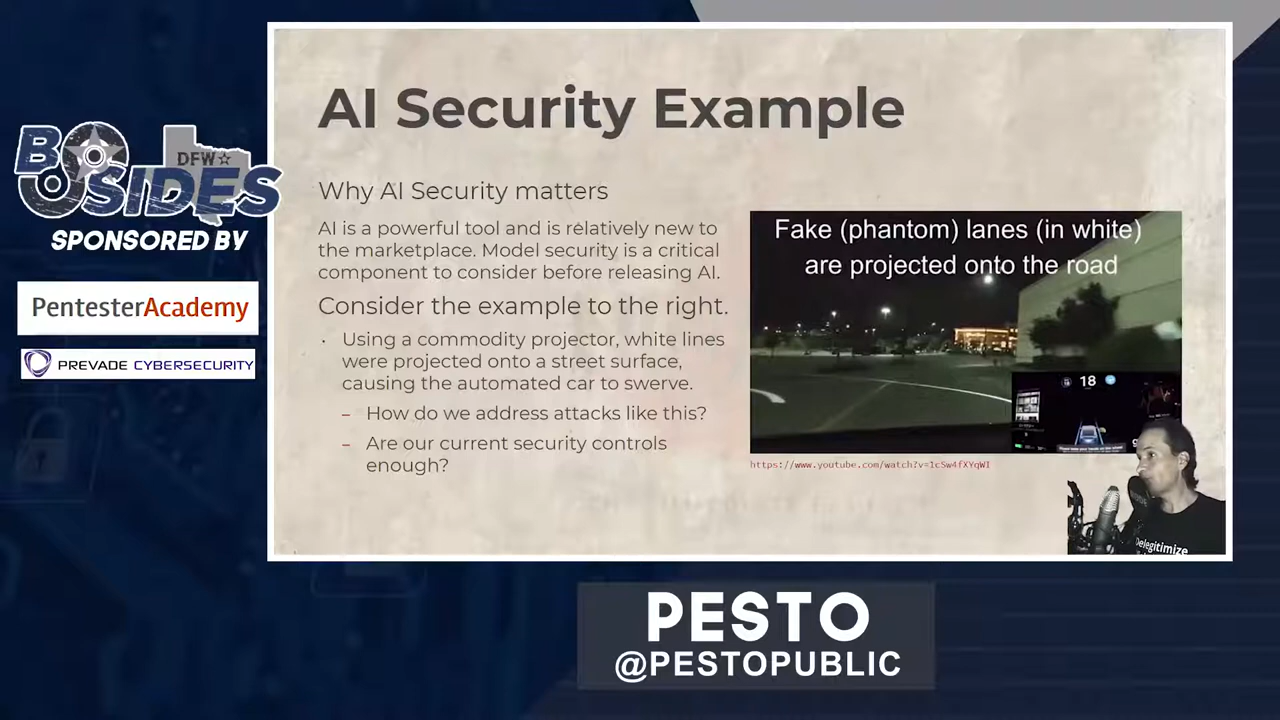 AI Security Example
Why AI Security matters
AI is a powerful tool and is relatively new to
the marketplace. Model security is a critical
component to consider before releasing AI.
Consider the example to the right.
• Using a commodity projector, white lines
were projected onto a street surface,
causing the automated car to swerve.
– How do we address attacks like this?
– Are our current security controls
enough?
Fake (phantom) lanes (in white)
are projected onto the road
18
https://www.youtube.com/watch?v=1cSw4fXYqWI
Delegitimize
BSIDES
DFW
SPONSORED BY
PentesterAcademy
PREVADE CYBERSECURITY
PESTO
@PESTOPUBLIC